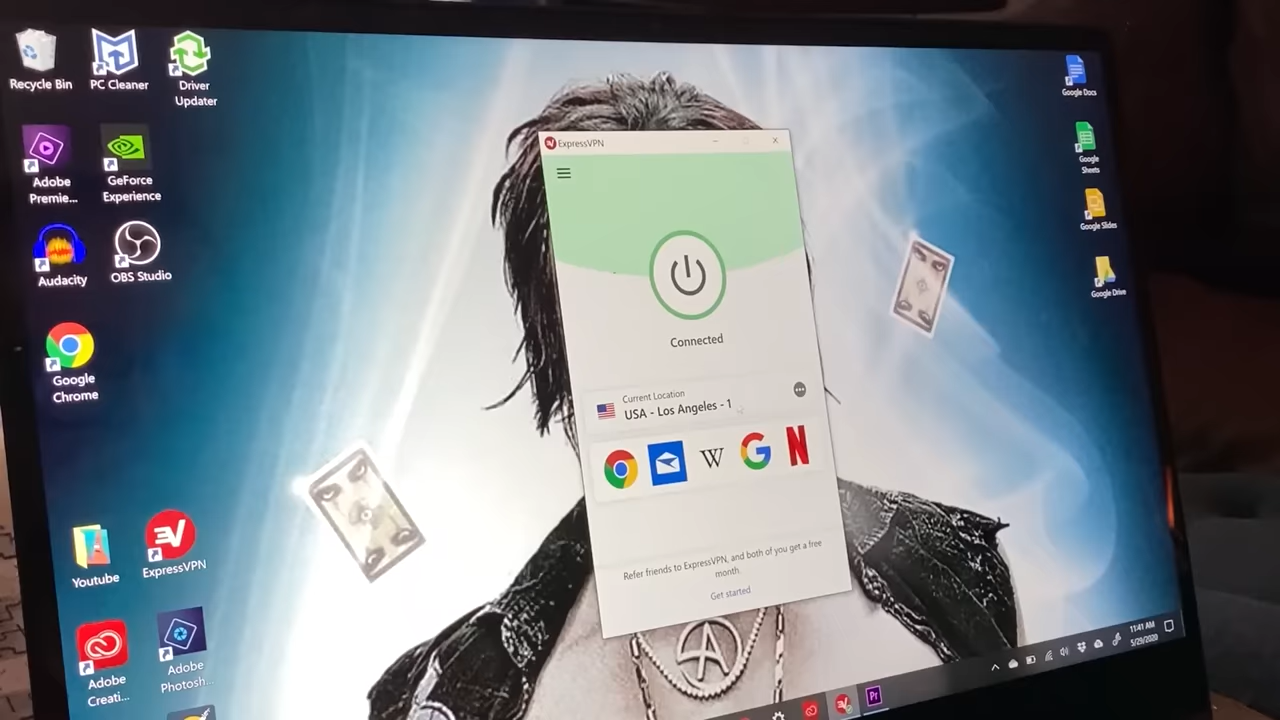 Recycle Bin
PC Cleaner
Driver
Updater
Adobe
Premie...
GeForce
Experience
Audacity
OBS Studio
Google
Chrome
Youtube
ExpressVPN
Adobe
Creati...
Adobe
Photosh...
ExpressVPN
Connected
Current Location
USA - Los Angeles - 1
W
G
N
Refer friends to ExpressVPN, and both of you get a free
month.
Get started
Google Docs
Google
Sheets
Google Slides
Google Drive
Pr
11:41 AM
5/29/2020